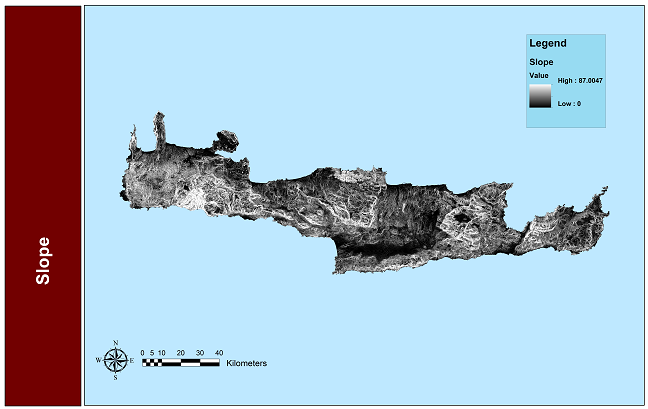 Slope
Legend
Slope
Value
High : 87.0047
Low : 0
N
W E
S
0 5 10 20 30 40
Kilometers